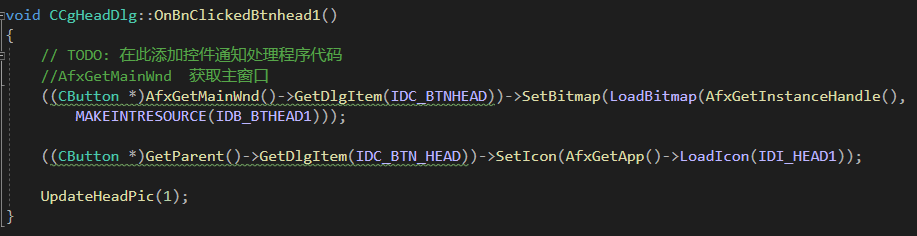 void CCgHeadDlg::OnBnClickedBtnhead1()
{
// TODO: 在此添加控件通知处理程序代码
//AfxGetMainWnd  获取主窗口
((CButton *)AfxGetMainWnd()->GetDlgItem(IDC_BTNHEAD))->SetBitmap(LoadBitmap(AfxGetInstanceHandle(),
MAKEINTRESOURCE(IDB_BTHEAD1)));
((CButton *)GetParent()->GetDlgItem(IDC_BTN_HEAD))->SetIcon(AfxGetApp()->LoadIcon(IDI_HEAD1));
UpdateHeadPic(1);
}